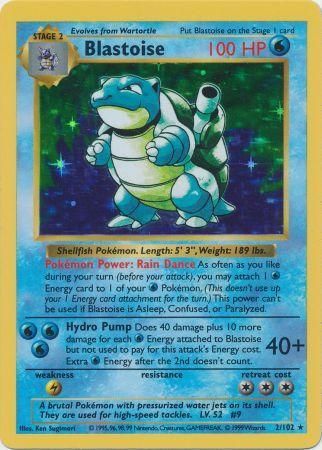 STAGE 2
Evolves from Wartortle
Put Blastoise on the Stage 1 card
Blastoise
100 HP
Shellfish Pokémon. Length: 5' 3", Weight: 189 lbs.
Pokémon Power: Rain Dance As often as you like
during your turn (before your attack), you may attach 1
Energy card to 1 of your Pokémon. (This doesn't use up
your 1 Energy card attachment for the turn.) This power can't
be used if Blastoise is Asleep, Confused, or Paralyzed.
Hydro Pump Does 40 damage plus 10 more
damage for each Energy attached to Blastoise
but not used to pay for this attack's Energy cost.
Extra Energy after the 2nd doesn't count.
40+
weakness
resistance
retreat cost
A brutal Pokémon with pressurized water jets on its shell.
They are used for high-speed tackles. LV. 52 #9
Illus. Ken Sugimori
© 1995, 96, 98, 99 Nintendo, Creatures, GAMEFREAK. © 1999 Wizards.
2/102 ★